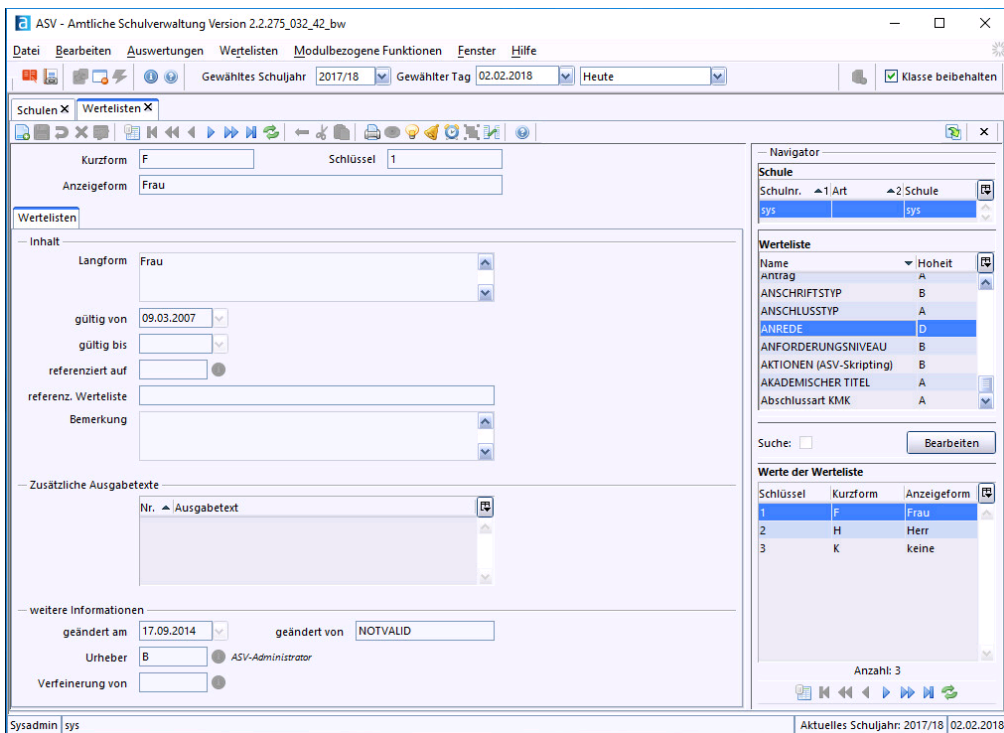 ASV - Amtliche Schulverwaltung Version 2.2.275_032_42_bw
Datei Bearbeiten Auswertungen Wertelisten Modulbezogene Funktionen Fenster Hilfe
Gewähltes Schuljahr 2017/18 Gewählter Tag 02.02.2018 Heute Klasse beibehalten
Schulen Wertelisten
Kurzform F Schlüssel 1
Anzeigeform Frau
Wertelisten
Inhalt
Langform Frau
gültig von 09.03.2007
gültig bis
referenziert auf
referenz. Werteliste
Bemerkung
Zusätzliche Ausgabetexte
Nr. Ausgabetext
weitere Informationen
geändert am 17.09.2014 geändert von NOTVALID
Urheber B ASV-Administrator
Verfeinerung von
Navigator
Schule
Schulnr. 1 Art 2 Schule
sys sys
Werteliste
Name Hoheit
Antrag A
ANSCHRIFTSTYP B
ANSCHLUSSTYP A
ANREDE D
ANFORDERUNGSNIVEAU B
AKTIONEN (ASV-Skripting) B
AKADEMISCHER TITEL A
Abschlussart KMK A
Suche: Bearbeiten
Werte der Werteliste
Schlüssel Kurzform Anzeigeform
1 F Frau
2 H Herr
3 K keine
Anzahl: 3
Sysadmin sys Aktuelles Schuljahr: 2017/18 02.02.2018